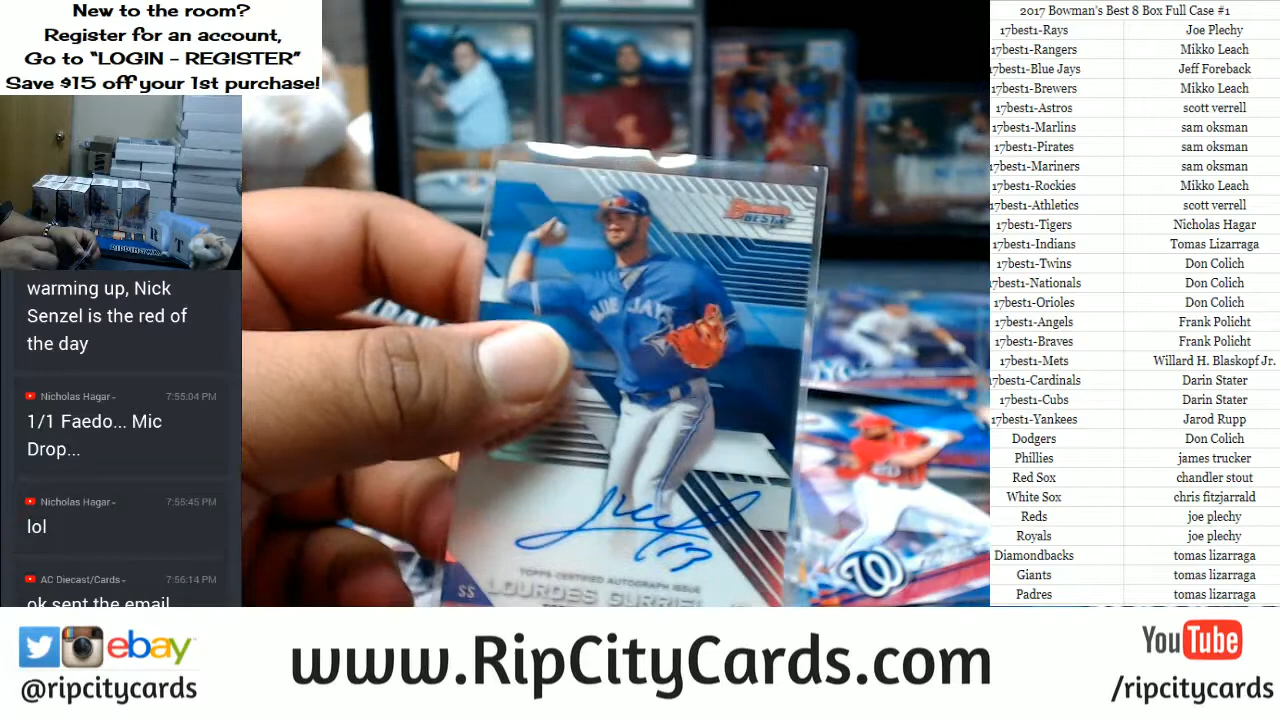 New to the room?
Register for an account,
Go to "LOGIN - REGISTER"
Save $15 off your 1st purchase!
warming up, Nick
Senzel is the red of
the day
Nicholas Hagar 7:55:04 PM
1/1 Faedo... Mic
Drop...
Nicholas Hagar 7:55:45 PM
lol
AC Diecast/Cards 7:56:14 PM
ok sent the email
BEST
BLUE JAYS
TOPPS CERTIFIED AUTOGRAPH ISSUE
SS LOURDES GURRIEL
2017 Bowman's Best 8 Box Full Case #1
17best1-Rays Joe Plechy
17best1-Rangers Mikko Leach
17best1-Blue Jays Jeff Foreback
17best1-Brewers Mikko Leach
17best1-Astros scott verrell
17best1-Marlins sam oksman
17best1-Pirates sam oksman
17best1-Mariners sam oksman
17best1-Rockies Mikko Leach
17best1-Athletics scott verrell
17best1-Tigers Nicholas Hagar
17best1-Indians Tomas Lizarraga
17best1-Twins Don Colich
17best1-Nationals Don Colich
17best1-Orioles Don Colich
17best1-Angels Frank Policht
17best1-Braves Frank Policht
17best1-Mets Willard H. Blaskopf Jr.
17best1-Cardinals Darin Stater
17best1-Cubs Darin Stater
17best1-Yankees Jarod Rupp
Dodgers Don Colich
Phillies james trucker
Red Sox chandler stout
White Sox chris fitzjarrald
Reds joe plechy
Royals joe plechy
Diamondbacks tomas lizarraga
Giants tomas lizarraga
Padres tomas lizarraga
ebay
@ripcitycards
www.RipCityCards.com
YouTube
/ripcitycards